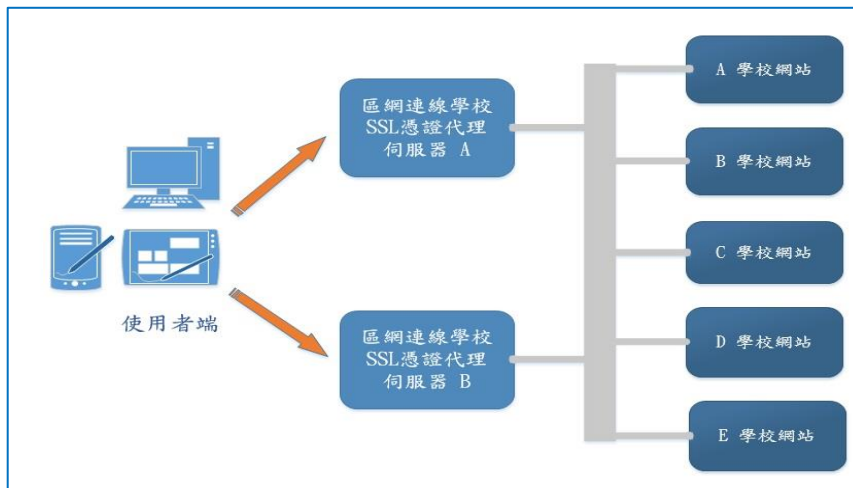 區網連線學校
SSL憑證代理
伺服器 A
使用者端
區網連線學校
SSL憑證代理
伺服器 B
A 學校網站
B 學校網站
C 學校網站
D 學校網站
E 學校網站